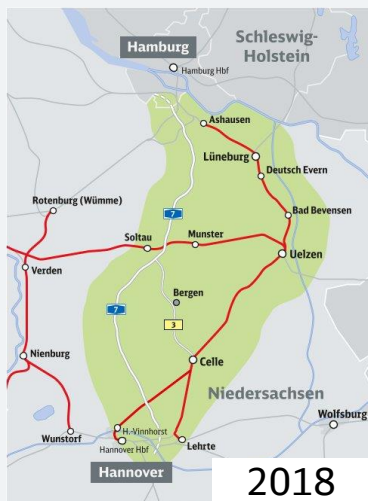 Schleswig-
Holstein
Hamburg
Hamburg Hbf
Ashausen
Lüneburg
Deutsch Evern
Rotenburg (Wümme)
7
Bad Bevensen
Soltau
Munster
Uelzen
Verden
Bergen
7
3
Nienburg
Celle
Niedersachsen
Wolfsburg
H.-Vinnhorst
Wunstorf
Hannover Hbf
Lehrte
Hannover
2018